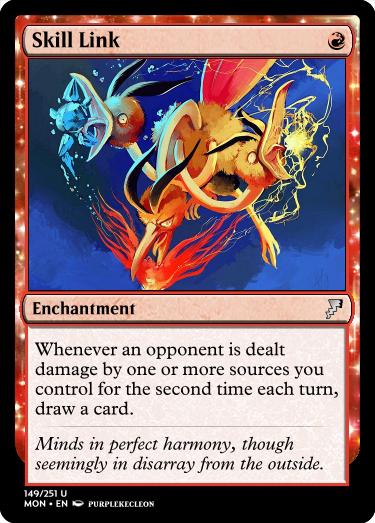 Skill Link
Enchantment
Whenever an opponent is dealt
damage by one or more sources you
control for the second time each turn,
draw a card.
Minds in perfect harmony, though
seemingly in disarray from the outside.
149/251 U
MON • EN PURPLEKECLEON